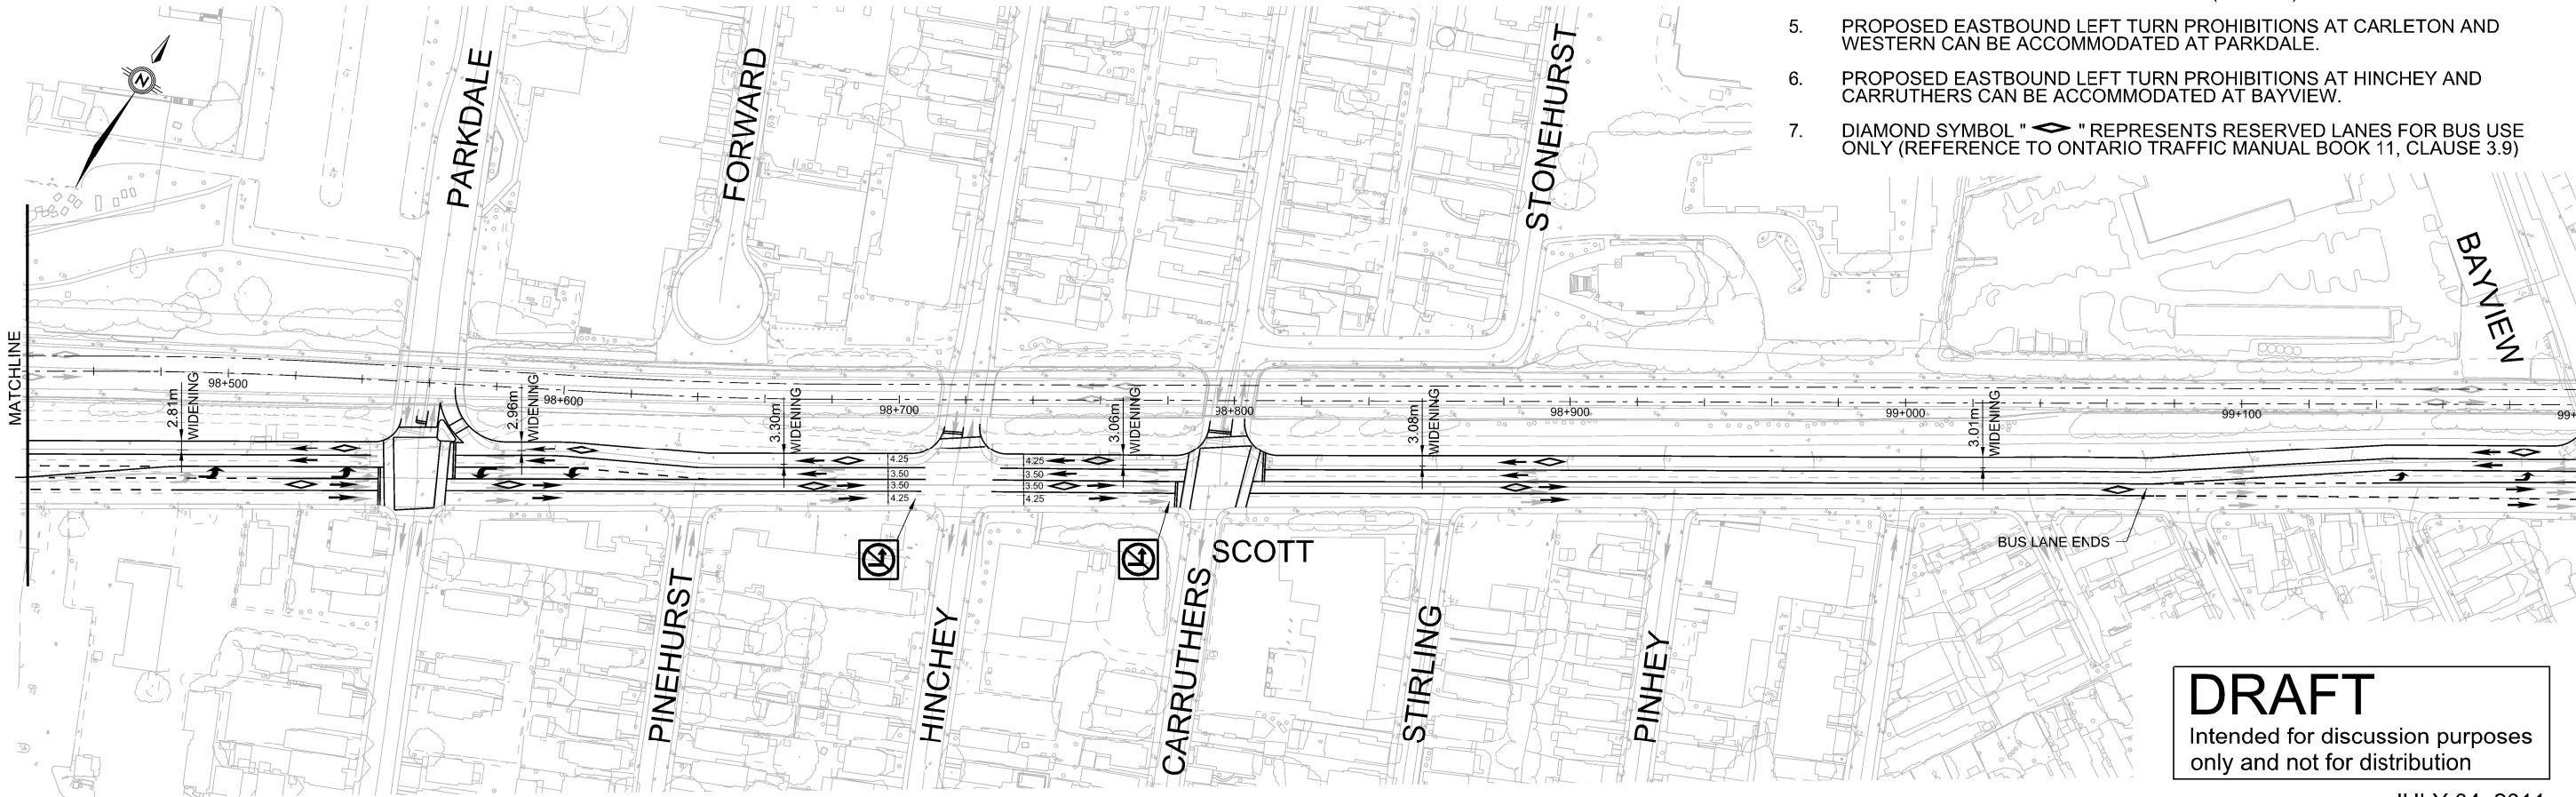 5. PROPOSED EASTBOUND LEFT TURN PROHIBITIONS AT CARLETON AND
WESTERN CAN BE ACCOMMODATED AT PARKDALE.
6. PROPOSED EASTBOUND LEFT TURN PROHIBITIONS AT HINCHEY AND
CARRUTHERS CAN BE ACCOMMODATED AT BAYVIEW.
7. DIAMOND SYMBOL " " REPRESENTS RESERVED LANES FOR BUS USE
ONLY (REFERENCE TO ONTARIO TRAFFIC MANUAL BOOK 11, CLAUSE 3.9)
N
PARKDALE
FORWARD
STONEHURST
BAYVIEW
MATCHLINE
98+500
98+600
98+700
98+800
98+900
99+000
99+100
99+
2.81m
WIDENING
2.96m
WIDENING
3.30m
WIDENING
3.06m
WIDENING
3.08m
WIDENING
3.01m
WIDENING
4.25
3.50
3.50
4.25
4.25
3.50
3.50
4.25
BUS LANE ENDS
SCOTT
PINEHURST
HINCHEY
CARRUTHERS
STIRLING
PINHEY
DRAFT
Intended for discussion purposes
only and not for distribution